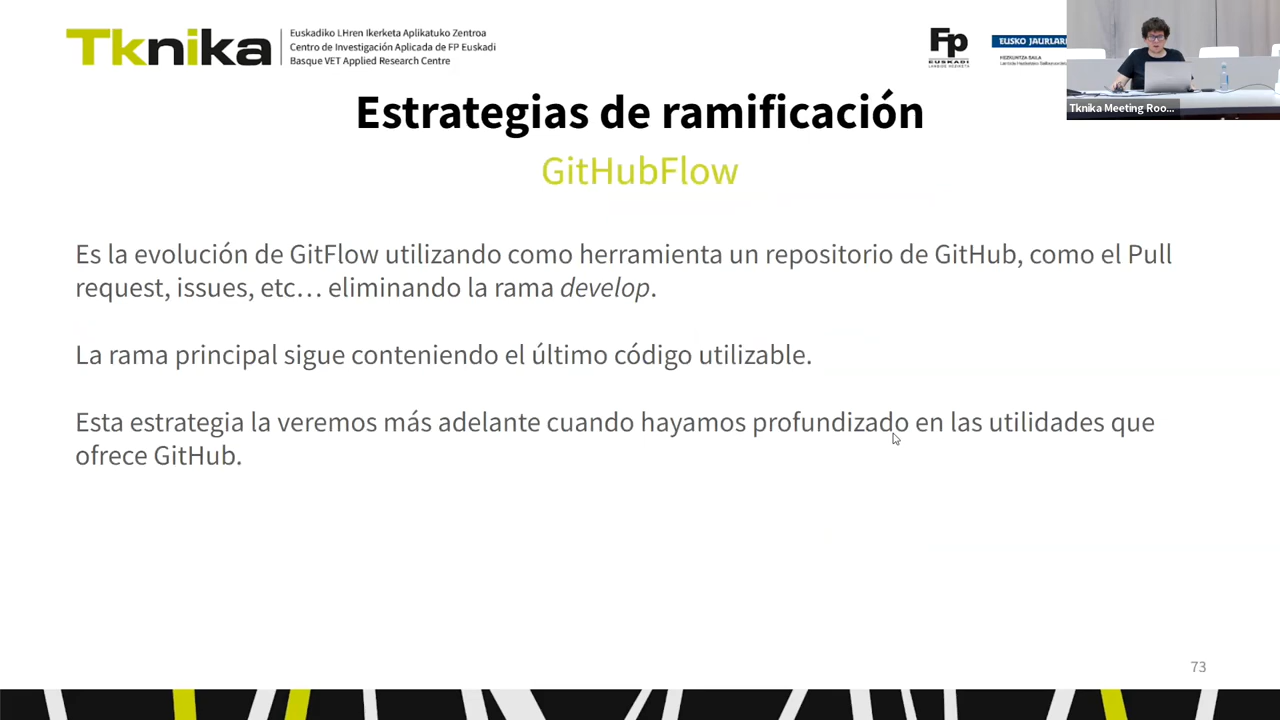 Tknika
Euskadiko LHren Ikerketa Aplikatuko Zentroa
Centro de Investigación Aplicada de FP Euskadi
Basque VET Applied Research Centre
Fp
EUSKADI
LANBIDE HEZIKETA
EUSKO JAURLARI
HEZKUNTZA SAILA
Tknika Meeting Roo...
Estrategias de ramificación
GitHubFlow
Es la evolución de GitFlow utilizando como herramienta un repositorio de GitHub, como el Pull
request, issues, etc… eliminando la rama develop.
La rama principal sigue conteniendo el último código utilizable.
Esta estrategia la veremos más adelante cuando hayamos profundizado en las utilidades que
ofrece GitHub.
73